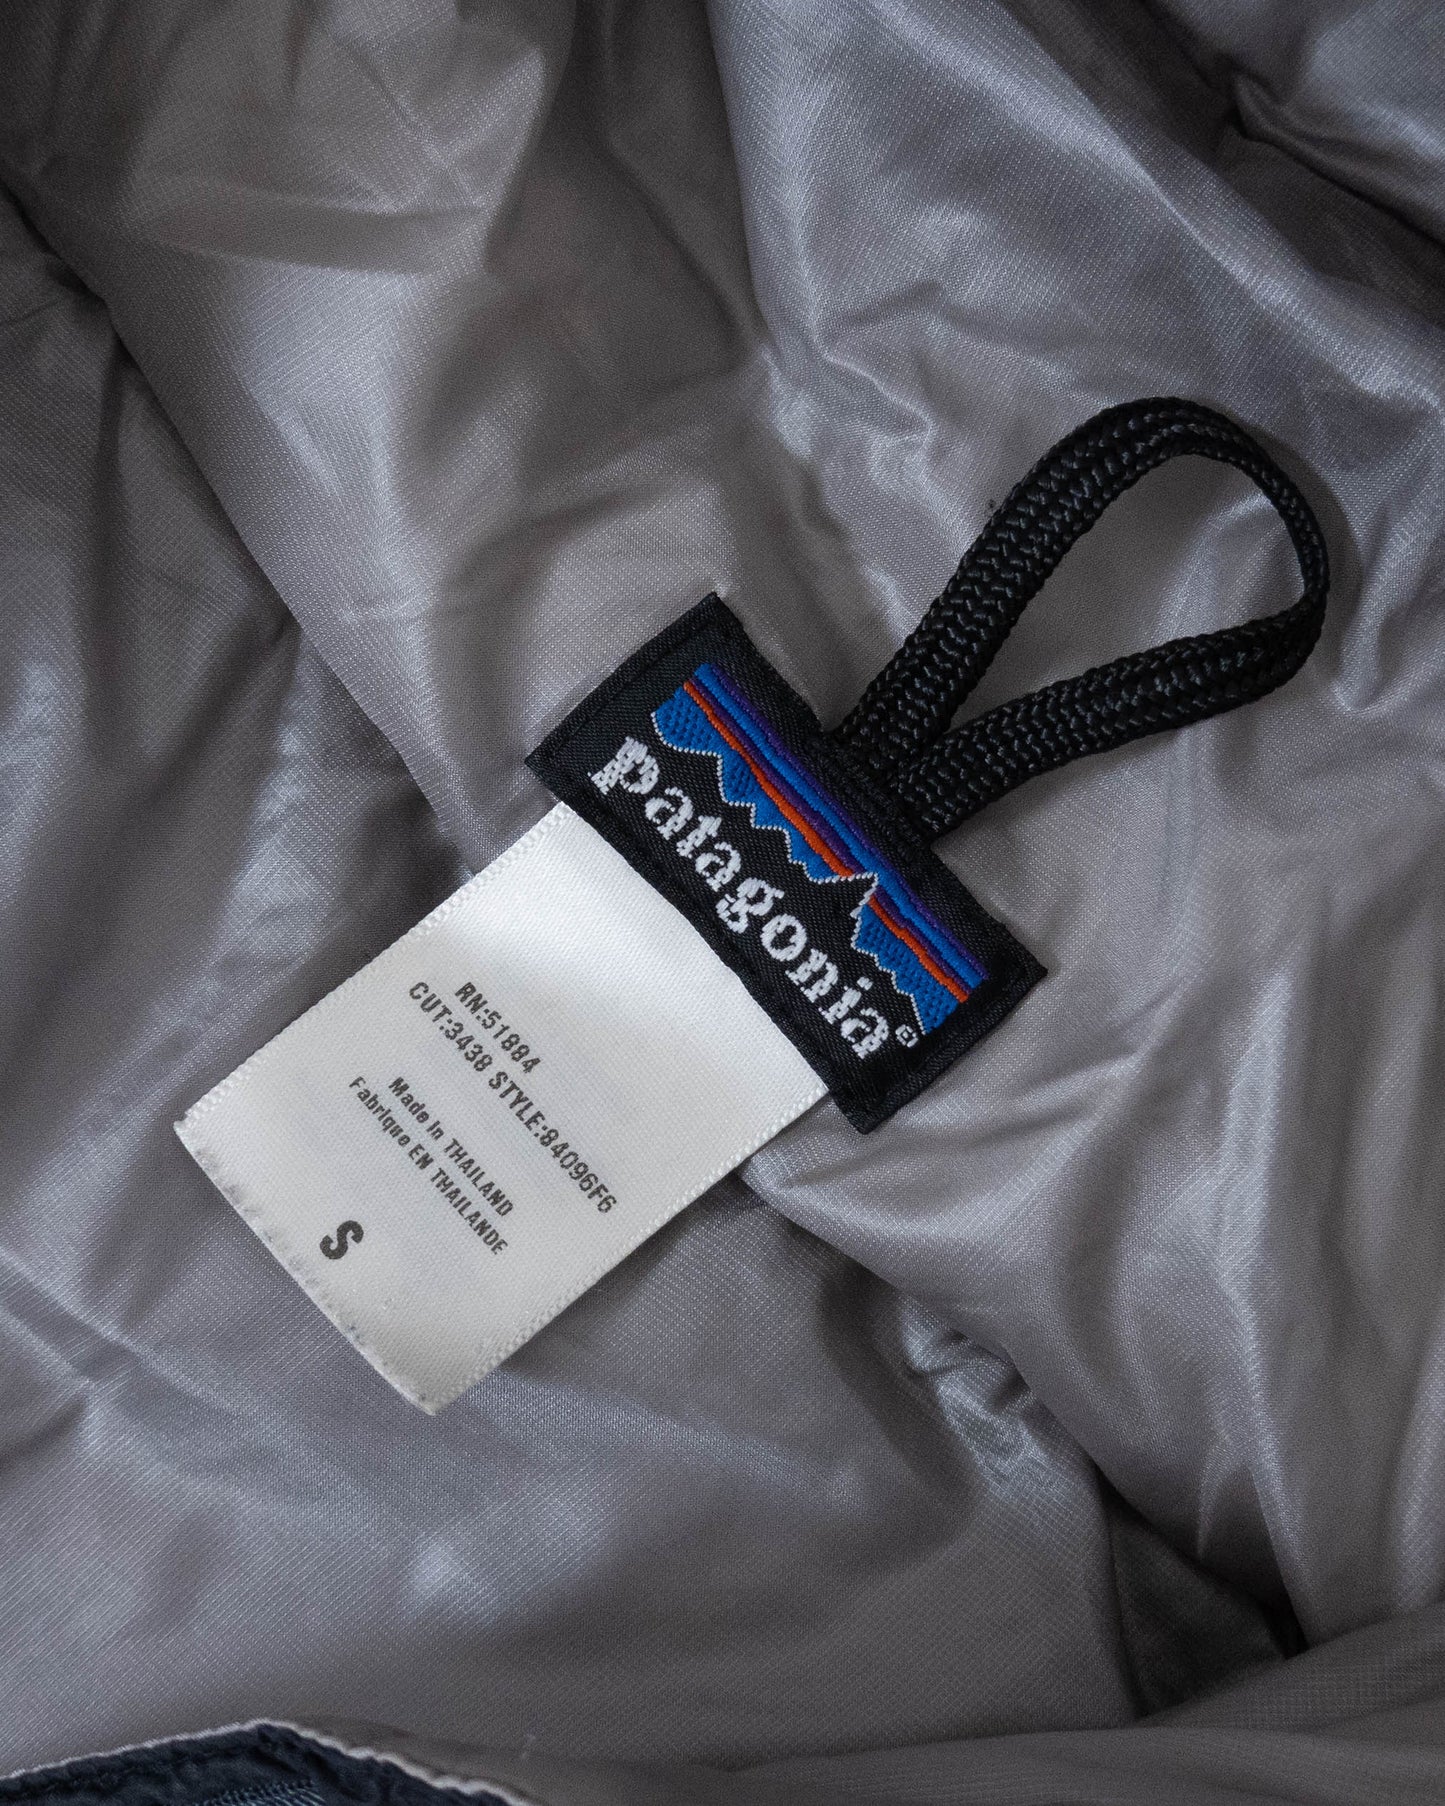 patagonia®
RN:51884
CUT:3438 STYLE:84096F6
Made in THAILAND
Fabrique EN THAILANDE
S